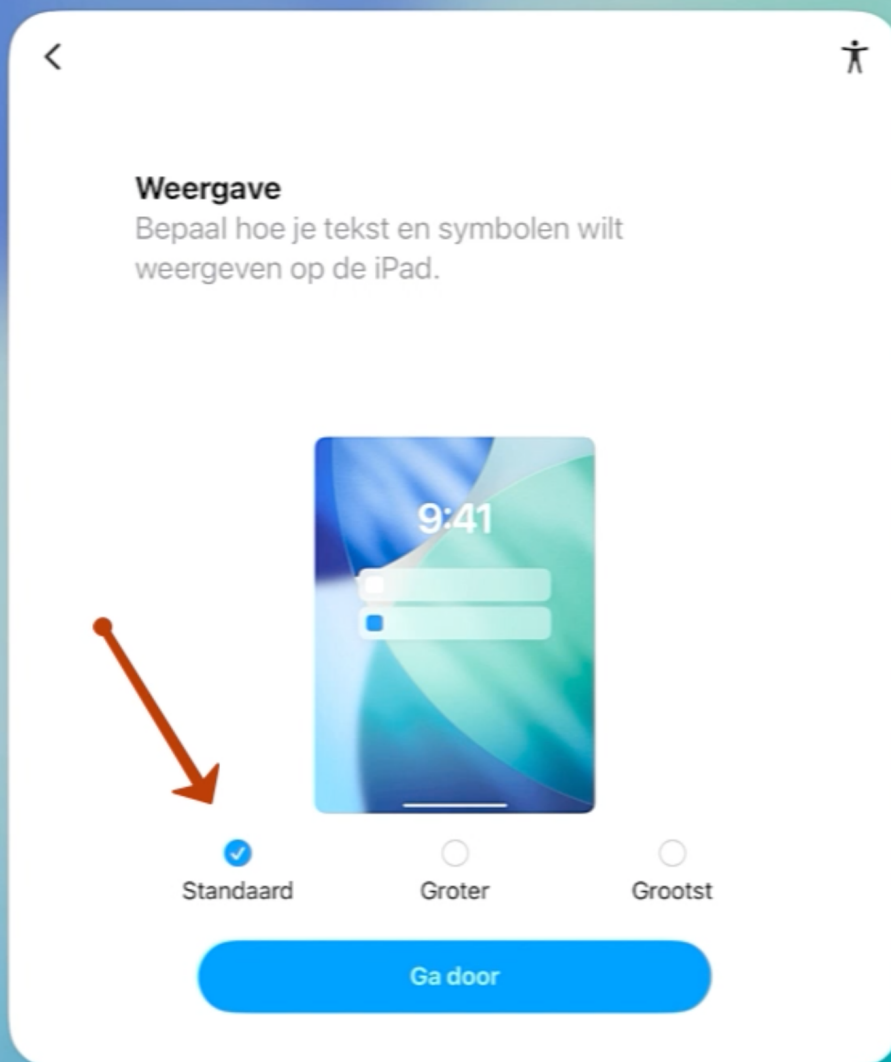 Weergave
Bepaal hoe je tekst en symbolen wilt
weergeven op de iPad.
9:41
Standaard
Groter
Grootst
Ga door